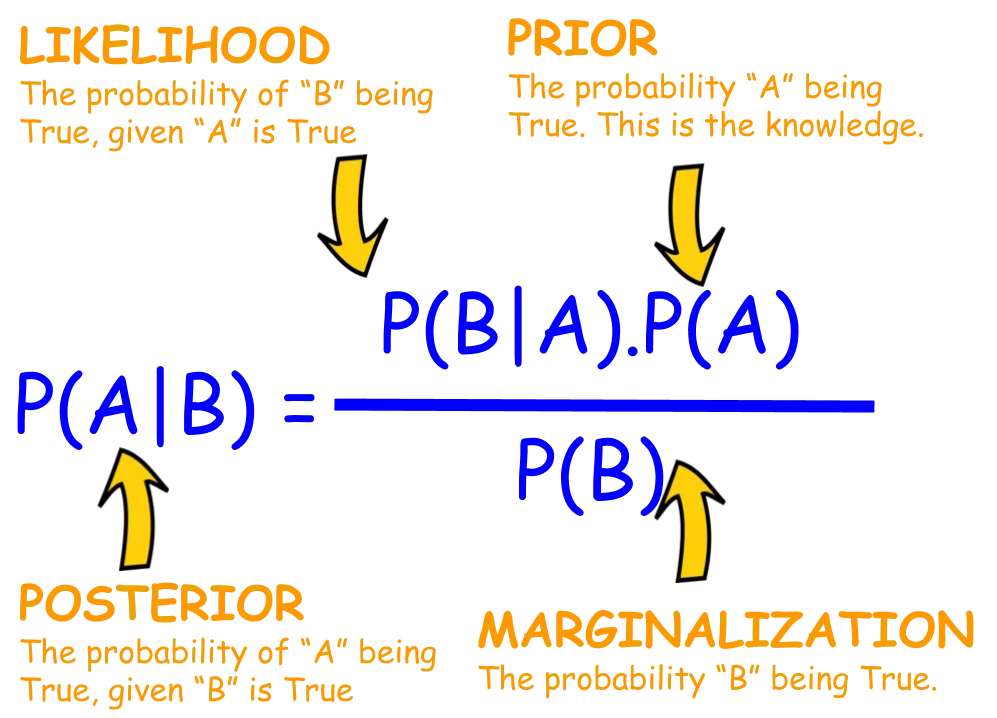 LIKELIHOOD
The probability of “B” being
True, given “A” is True
PRIOR
The probability “A” being
True. This is the knowledge.
P(B|A).P(A)
P(A|B) =
P(B)
POSTERIOR
The probability of “A” being
True, given “B” is True
MARGINALIZATION
The probability “B” being True.